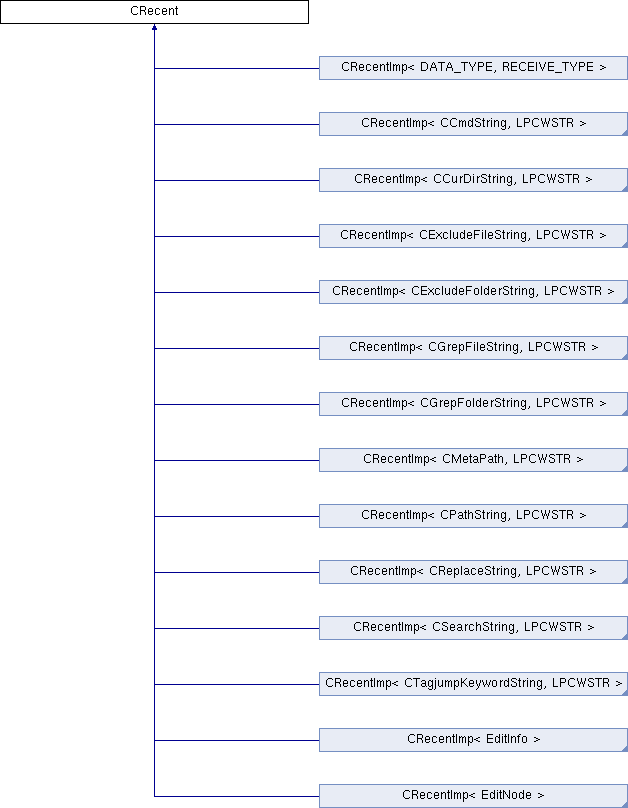 CRecent
CRecentImp< DATA_TYPE, RECEIVE_TYPE >
CRecentImp< CCmdString, LPCWSTR >
CRecentImp< CCurDirString, LPCWSTR >
CRecentImp< CExcludeFileString, LPCWSTR >
CRecentImp< CExcludeFolderString, LPCWSTR >
CRecentImp< CGrepFileString, LPCWSTR >
CRecentImp< CGrepFolderString, LPCWSTR >
CRecentImp< CMetaPath, LPCWSTR >
CRecentImp< CPathString, LPCWSTR >
CRecentImp< CReplaceString, LPCWSTR >
CRecentImp< CSearchString, LPCWSTR >
CRecentImp< CTagjumpKeywordString, LPCWSTR >
CRecentImp< EditInfo >
CRecentImp< EditNode >